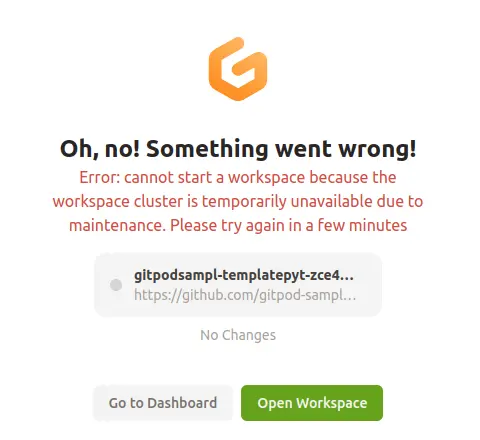 Oh, no! Something went wrong!
Error: cannot start a workspace because the
workspace cluster is temporarily unavailable due to
maintenance. Please try again in a few minutes
gitpodsampl-templatepyt-zce4...
https://github.com/gitpod-sampl...
No Changes
Go to Dashboard
Open Workspace